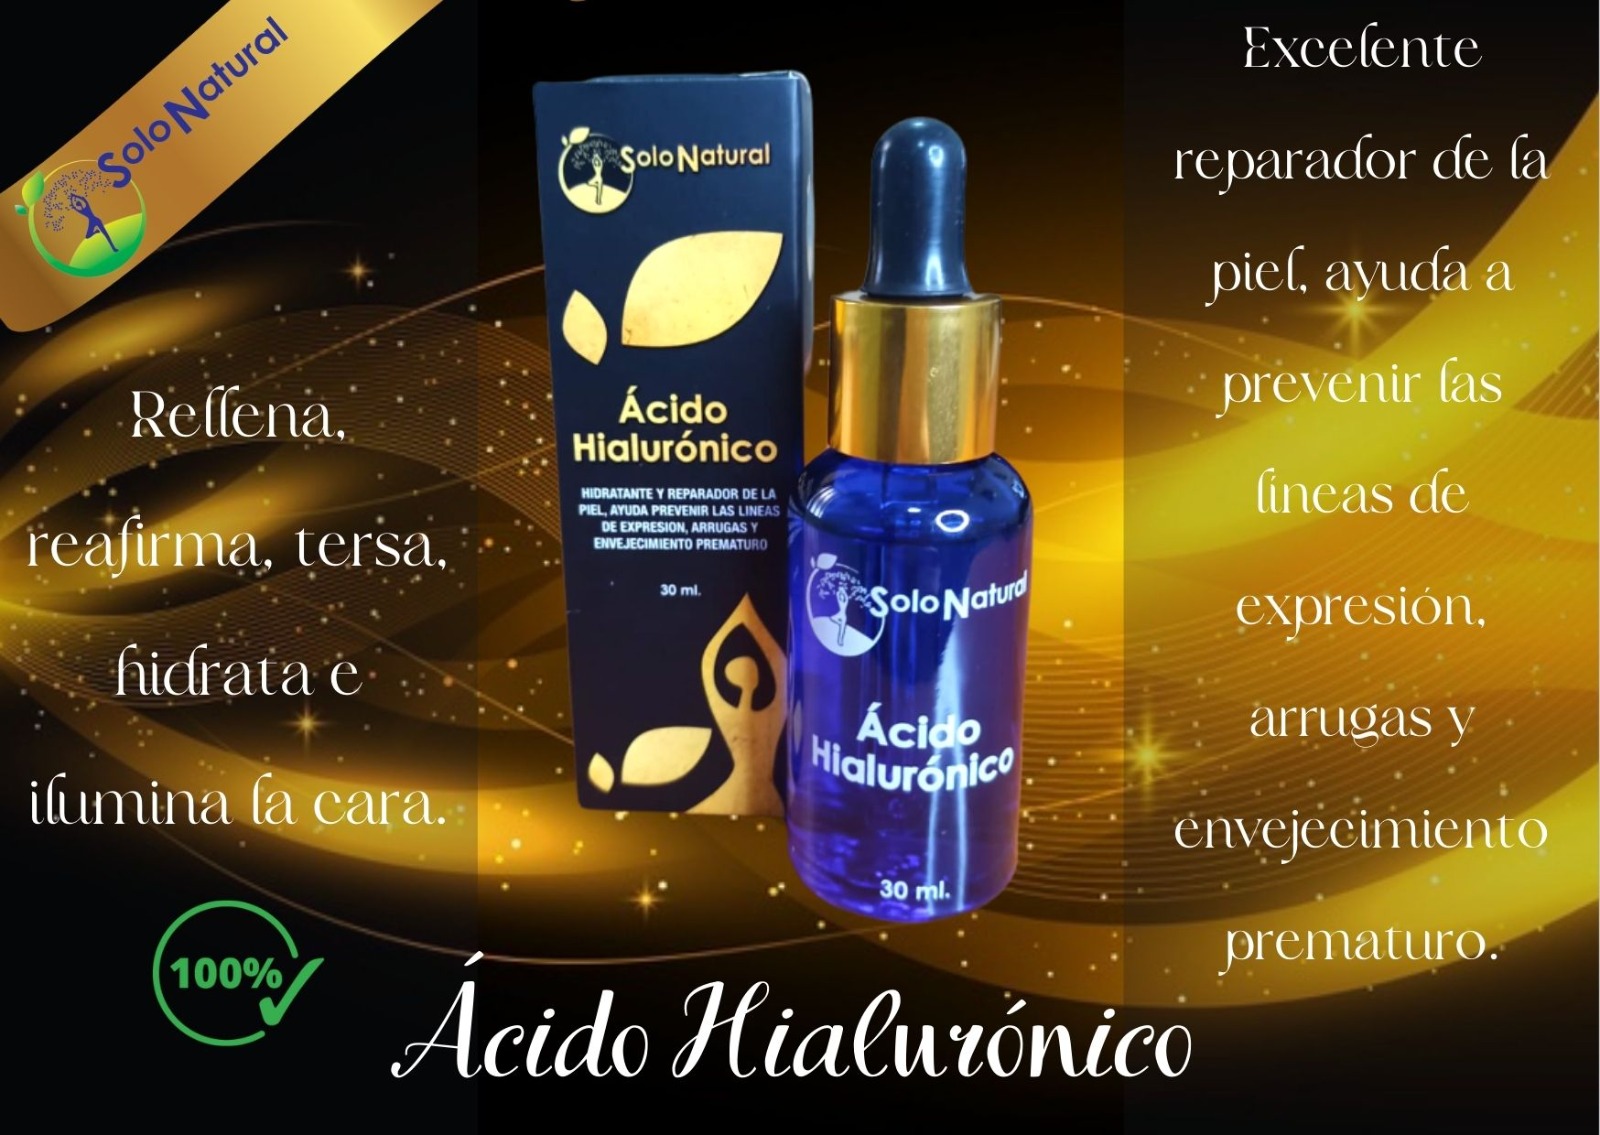 Solo Natural
Rellena,
reafirma, tersa,
hidrata e
ilumina la cara.
100%
Solo Natural
Ácido
Hialurónico
HIDRATANTE Y REPARADOR DE LA
PIEL, AYUDA PREVENIR LAS LINEAS
DE EXPRESION, ARRUGAS Y
ENVEJECIMIENTO PREMATURO
30 ml.
Solo Natural
Ácido
Hialurónico
30 ml.
Excelente
reparador de la
piel, ayuda a
prevenir las
líneas de
expresión,
arrugas y
envejecimiento
prematuro.
Ácido Hialurónico